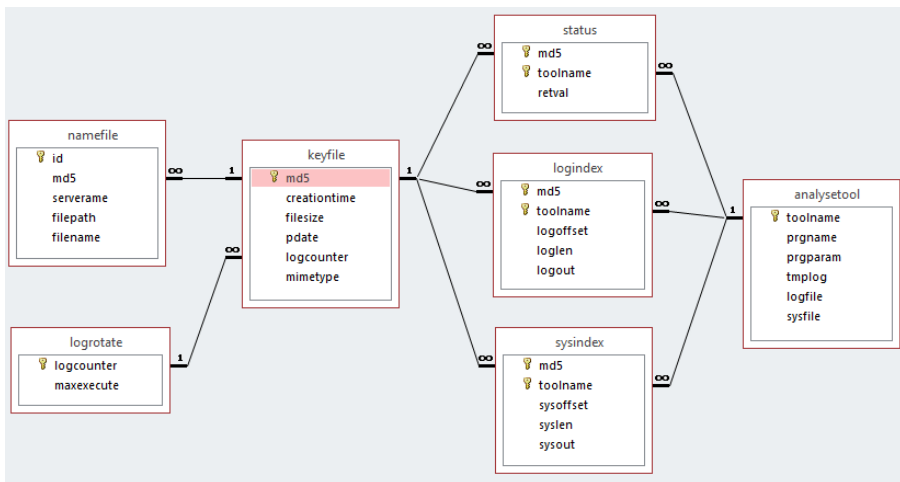 namefile
id
md5
serverame
filepath
filename
logrotate
logcounter
maxexecute
keyfile
md5
creationtime
filesize
pdate
logcounter
mimetype
status
md5
toolname
retval
logindex
md5
toolname
logoffset
loglen
logout
sysindex
md5
toolname
sysoffset
syslen
sysout
analysetool
toolname
prgname
prgparam
tmplog
logfile
sysfile
∞
1
∞
1
1
∞
∞
∞
∞
∞
∞
1